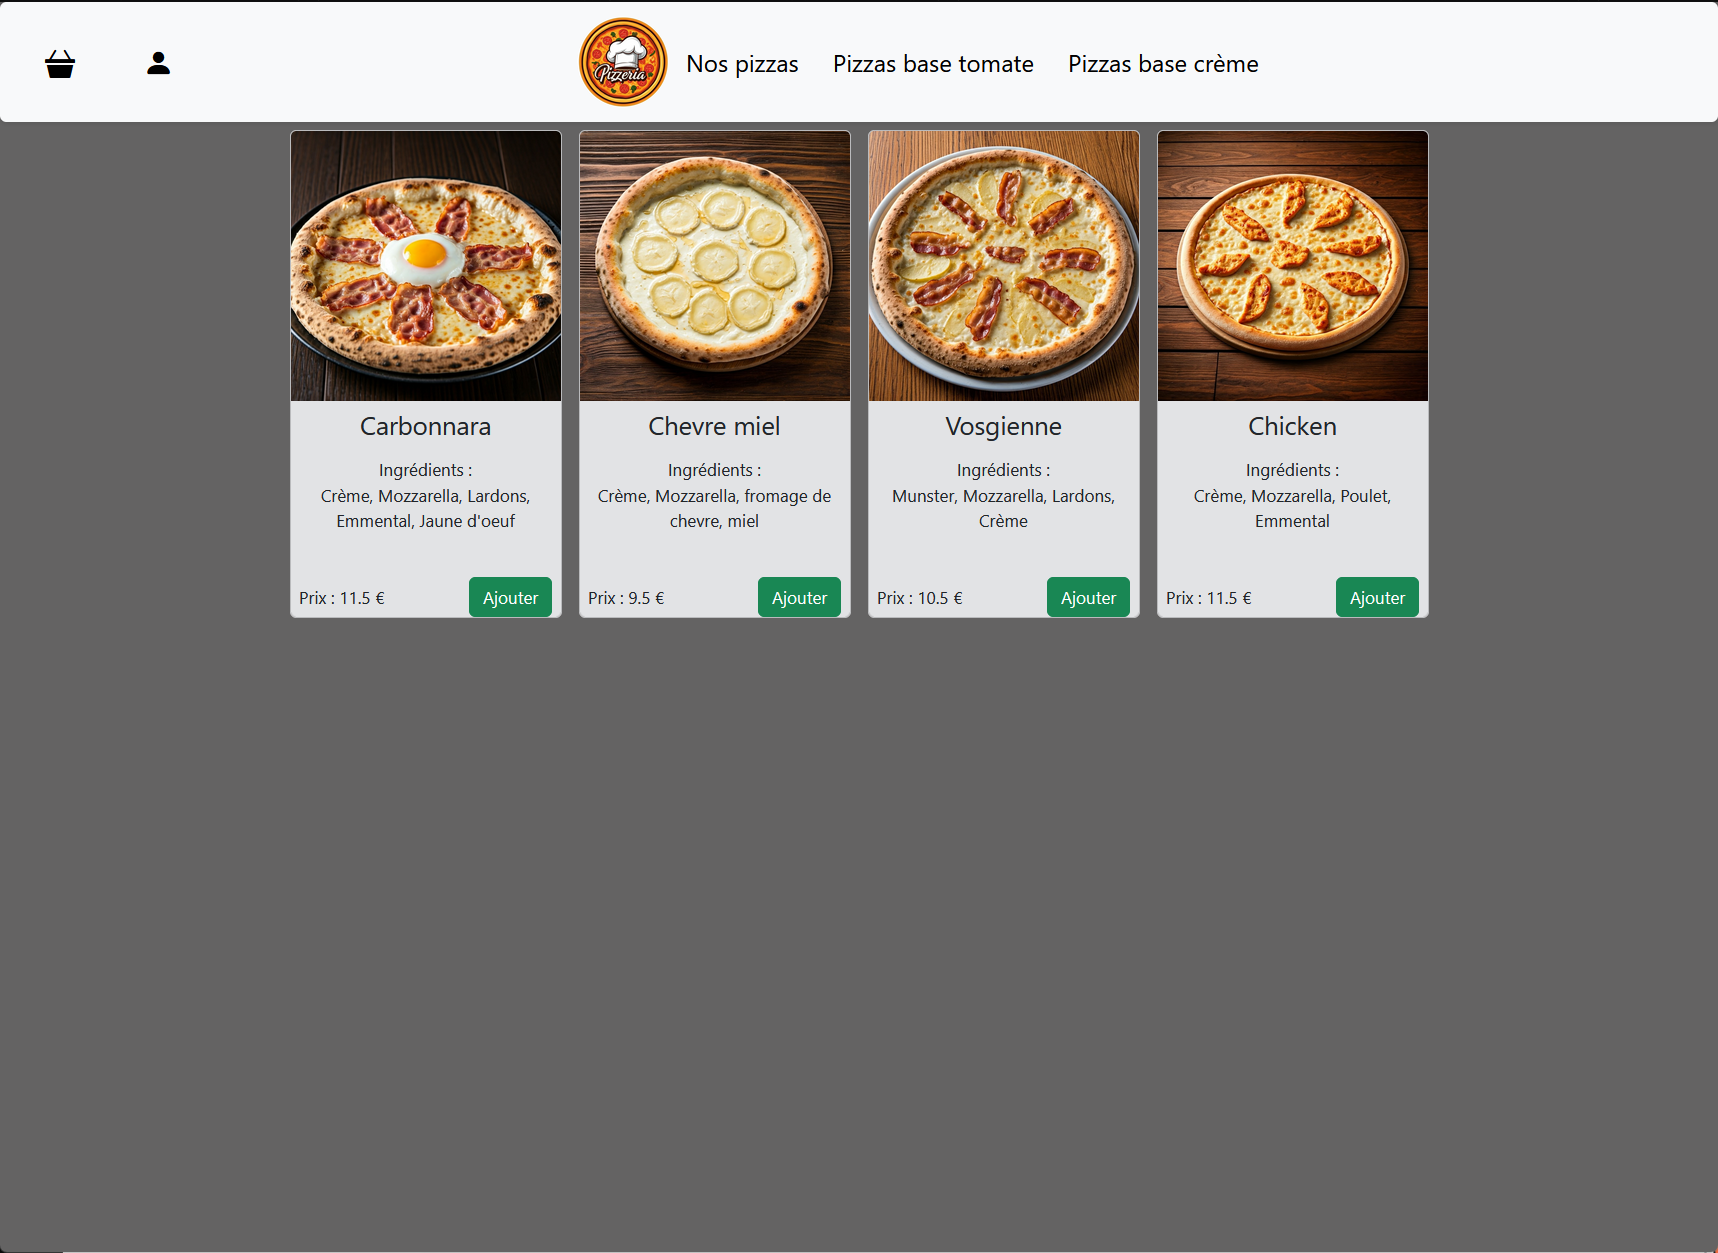 Pizzeria
Nos pizzas
Pizzas base tomate
Pizzas base crème
Carbonnara
Ingrédients :
Crème, Mozzarella, Lardons,
Emmental, Jaune d'oeuf
Prix : 11.5 €
Ajouter
Chevre miel
Ingrédients :
Crème, Mozzarella, fromage de
chevre, miel
Prix : 9.5 €
Ajouter
Vosgienne
Ingrédients :
Munster, Mozzarella, Lardons,
Crème
Prix : 10.5 €
Ajouter
Chicken
Ingrédients :
Crème, Mozzarella, Poulet,
Emmental
Prix : 11.5 €
Ajouter